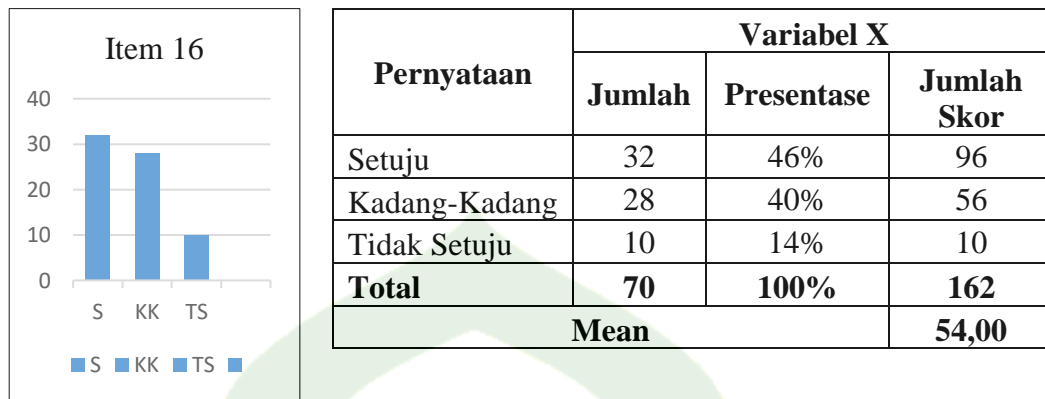 Item 16
40
30
20
10
0
S KK TS
S KK TS
Pernyataan
Variabel X
Jumlah Presentase Jumlah
Skor
Setuju 32 46% 96
Kadang-Kadang 28 40% 56
Tidak Setuju 10 14% 10
Total 70 100% 162
Mean 54,00